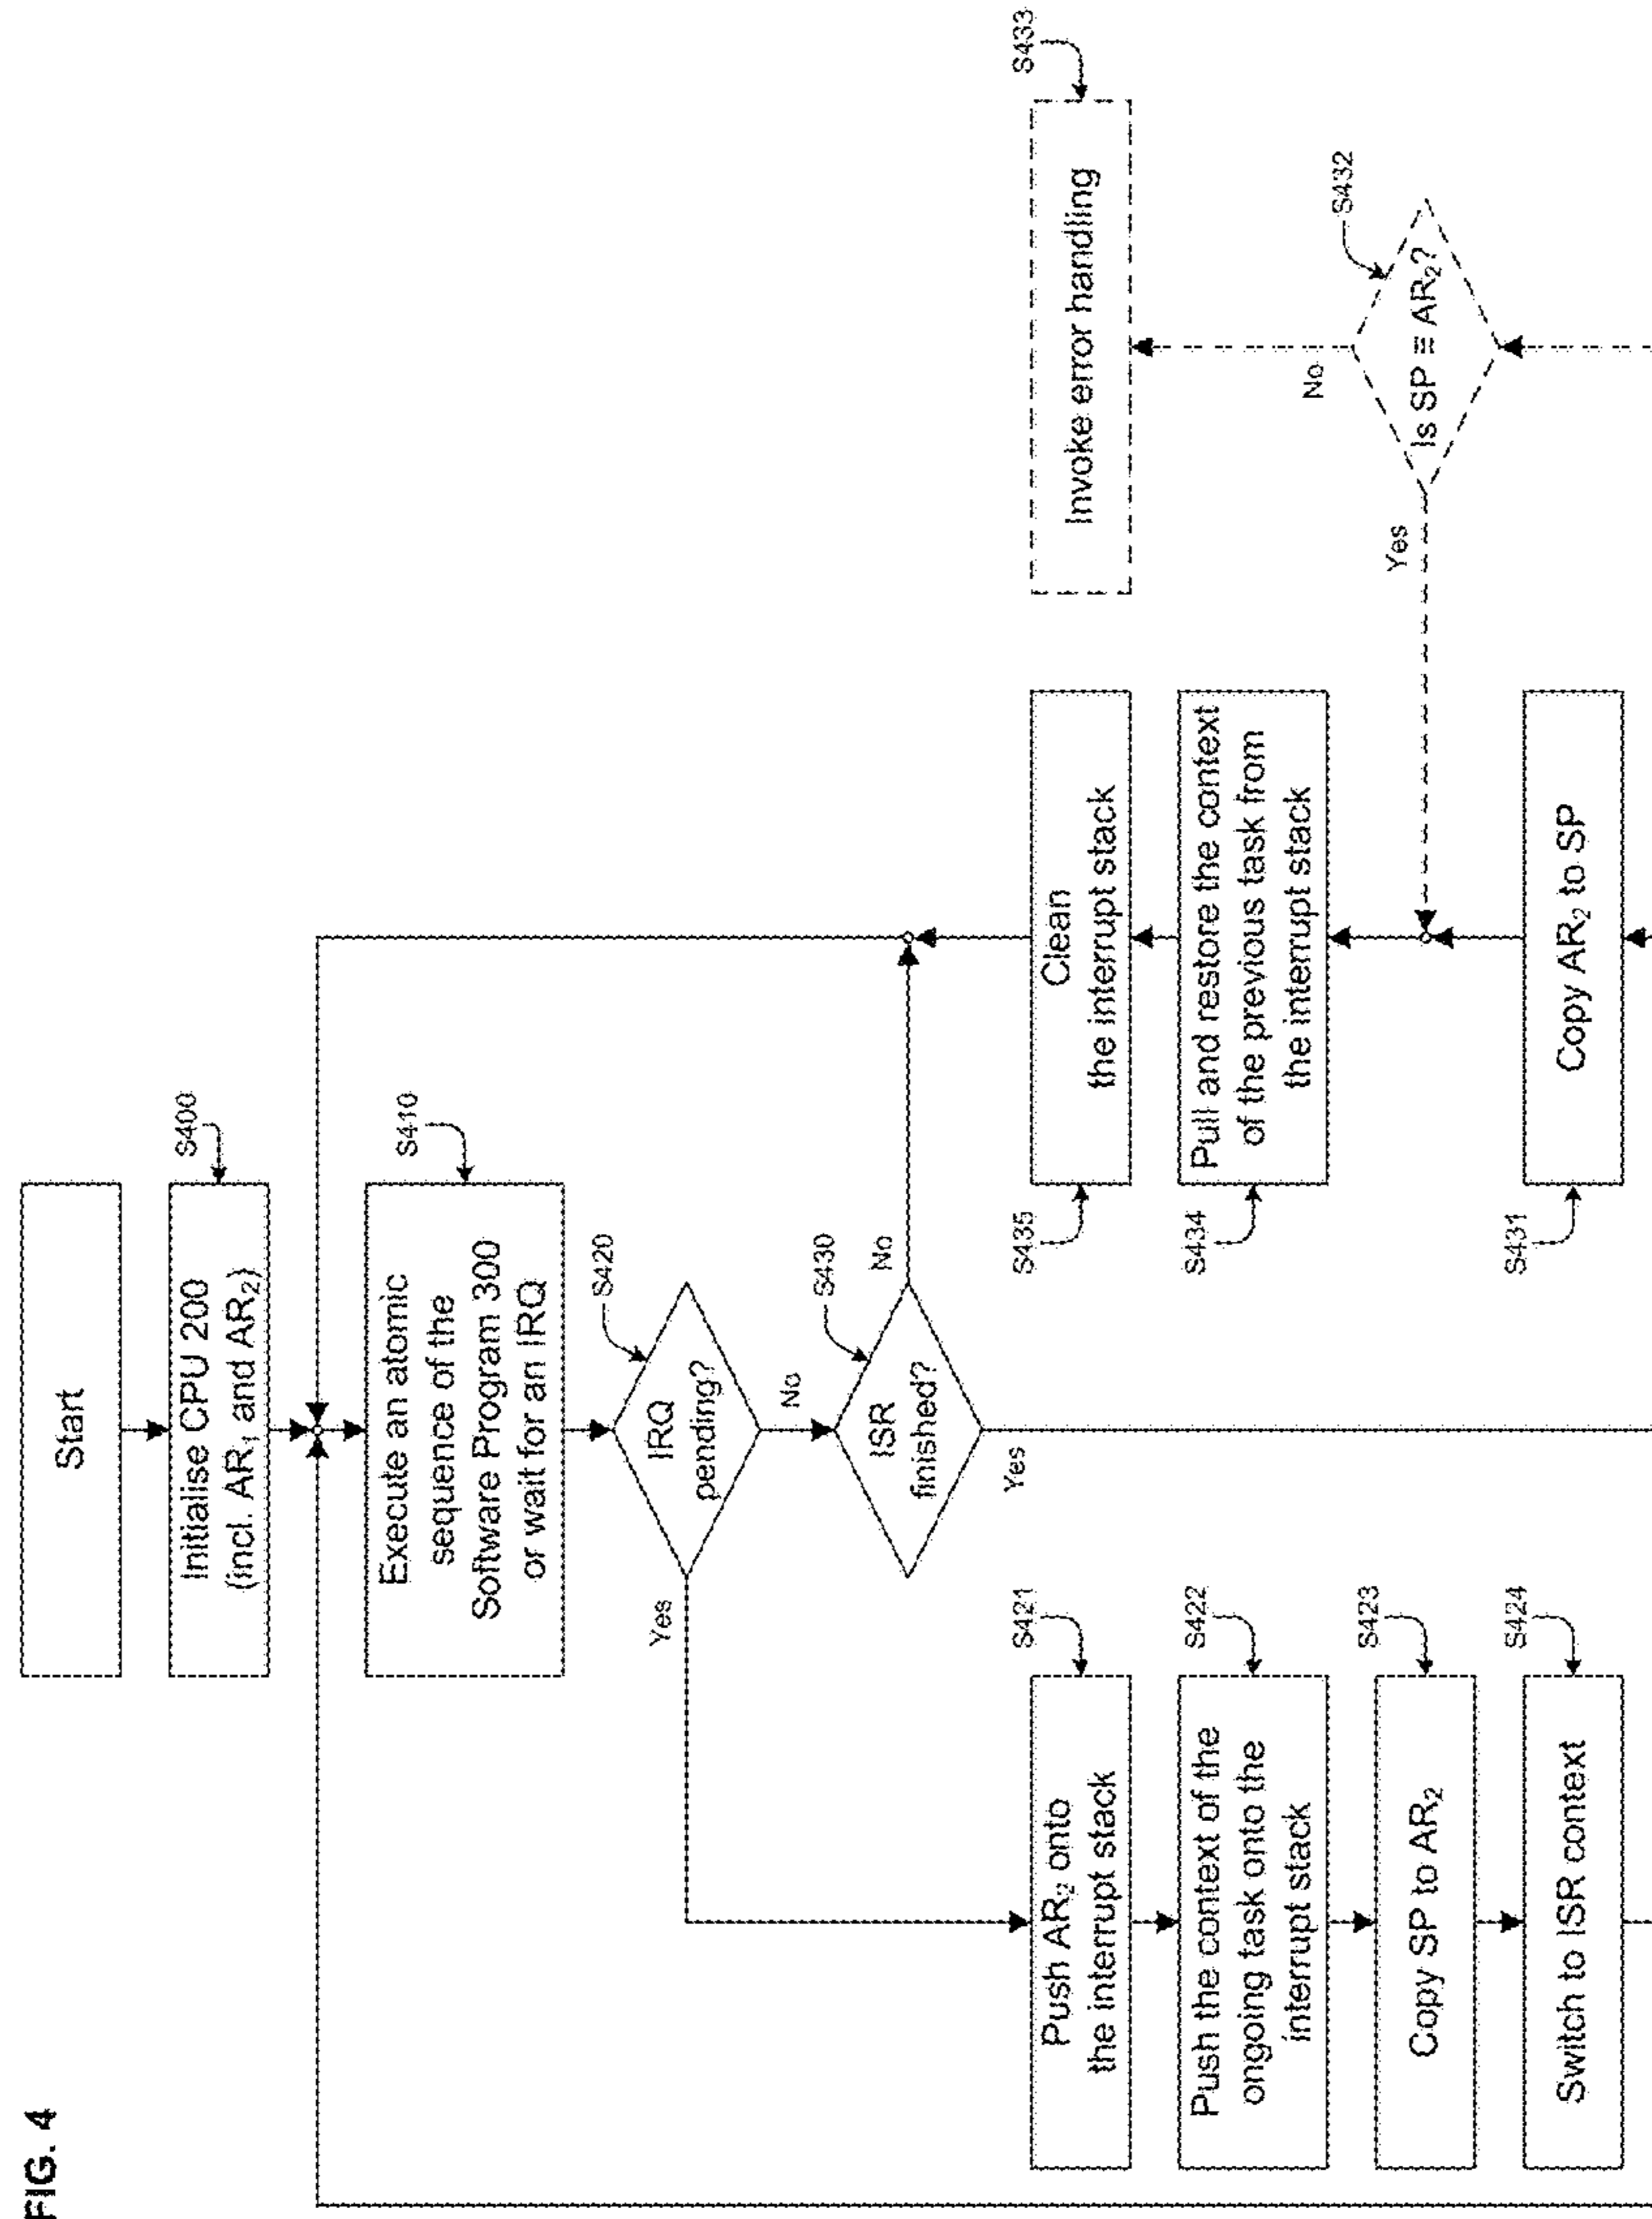 FIG. 4
Start
Initialise CPU 200
(incl. AR₁ and AR₂)
S400
Execute an atomic
sequence of the
Software Program 300
or wait for an IRQ
S410
IRQ
pending?
S420
Yes
No
ISR
finished?
S430
No
Yes
Push AR₂ onto
the interrupt stack
S421
Push the context of the
ongoing task onto the
interrupt stack
S422
Copy SP to AR₂
S423
Switch to ISR context
S424
Clean
the interrupt stack
S435
Pull and restore the context
of the previous task from
the interrupt stack
S434
Copy AR₂ to SP
S431
Invoke error handling
S433
No
Is SP ≡ AR₂?
S432
Yes